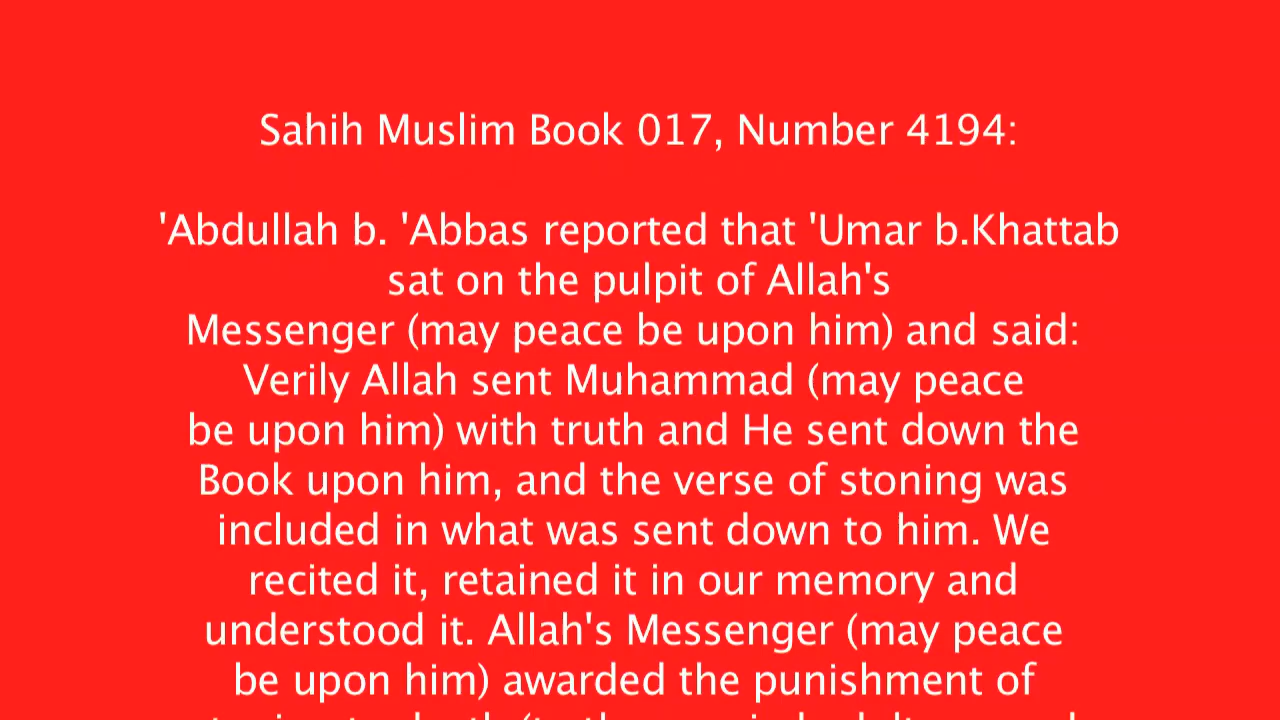 Sahih Muslim Book 017, Number 4194:
'Abdullah b. 'Abbas reported that 'Umar b.Khattab
sat on the pulpit of Allah's
Messenger (may peace be upon him) and said:
Verily Allah sent Muhammad (may peace
be upon him) with truth and He sent down the
Book upon him, and the verse of stoning was
included in what was sent down to him. We
recited it, retained it in our memory and
understood it. Allah's Messenger (may peace
be upon him) awarded the punishment of